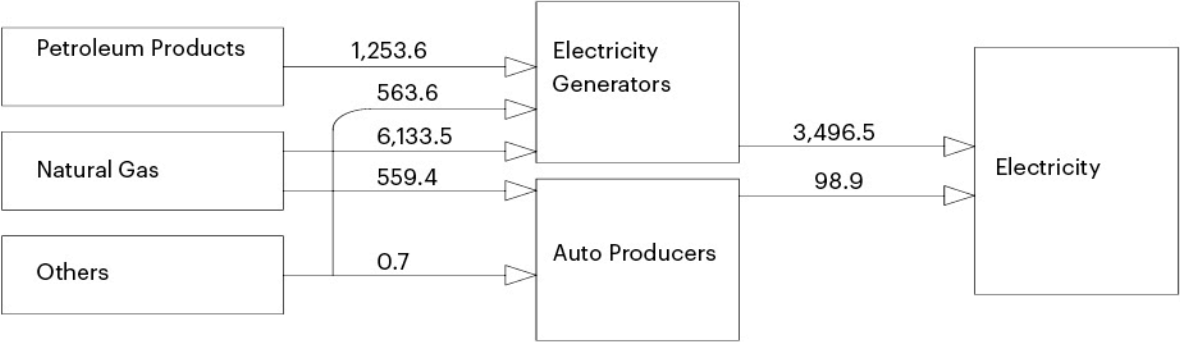 Petroleum Products
1,253.6
Electricity
Generators
563.6
Natural Gas
6,133.5
559.4
3,496.5
98.9
Electricity
Others
0.7
Auto Producers